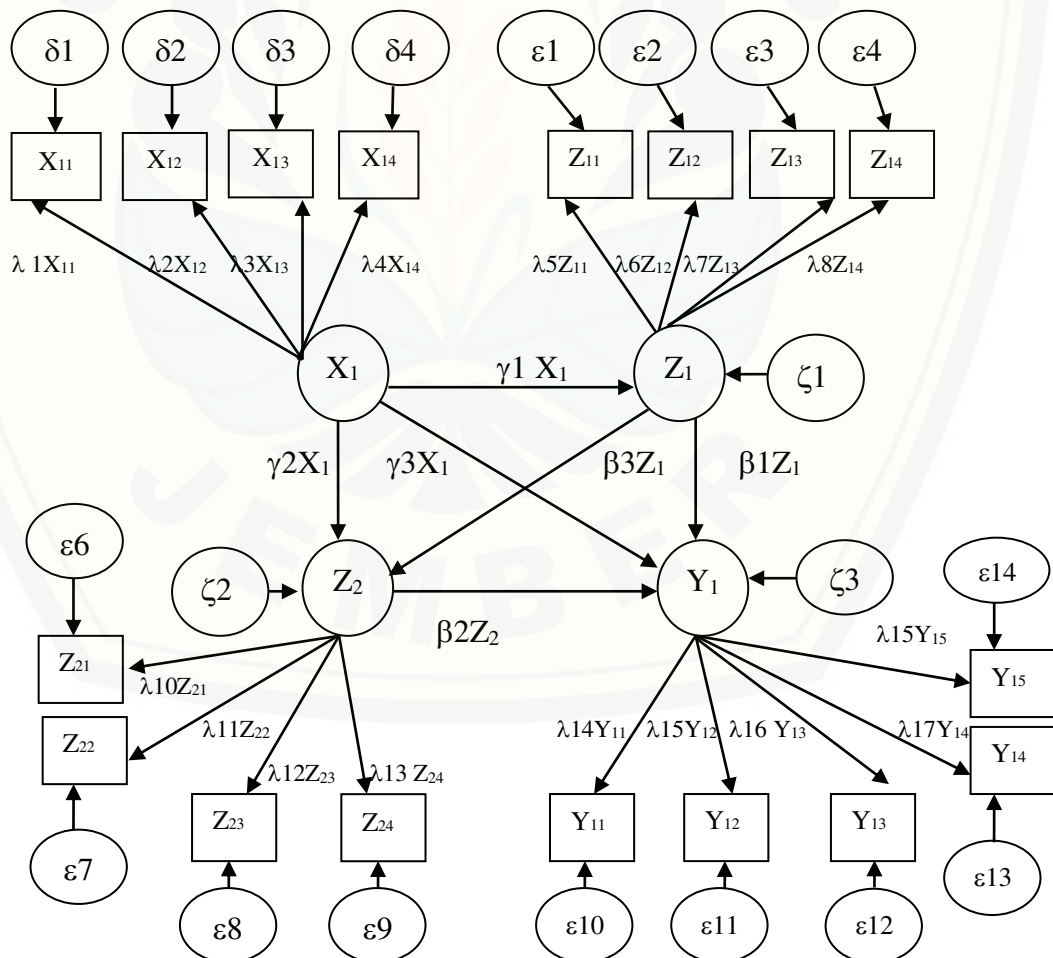 δ1 δ2 δ3 δ4 ε1 ε2 ε3 ε4
X11 X12 X13 X14 Z11 Z12 Z13 Z14
λ 1X11 λ2X12 λ3X13 λ4X14 λ5Z11 λ6Z12 λ7Z13 λ8Z14
X1 γ1 X1 Z1 ζ1
γ2X1 γ3X1 β3Z1 β1Z1
ε6 ζ2 Z2 Y1 ζ3 ε14
β2Z2 λ15Y15
Z21 λ10Z21 Y15
Z22 λ11Z22 λ14Y11 λ15Y12 λ16 Y13 λ17Y14 Y14
λ12Z23 λ13 Z24
Z23 Z24 Y11 Y12 Y13
ε7 ε13
ε8 ε9 ε10 ε11 ε12
JEMBER